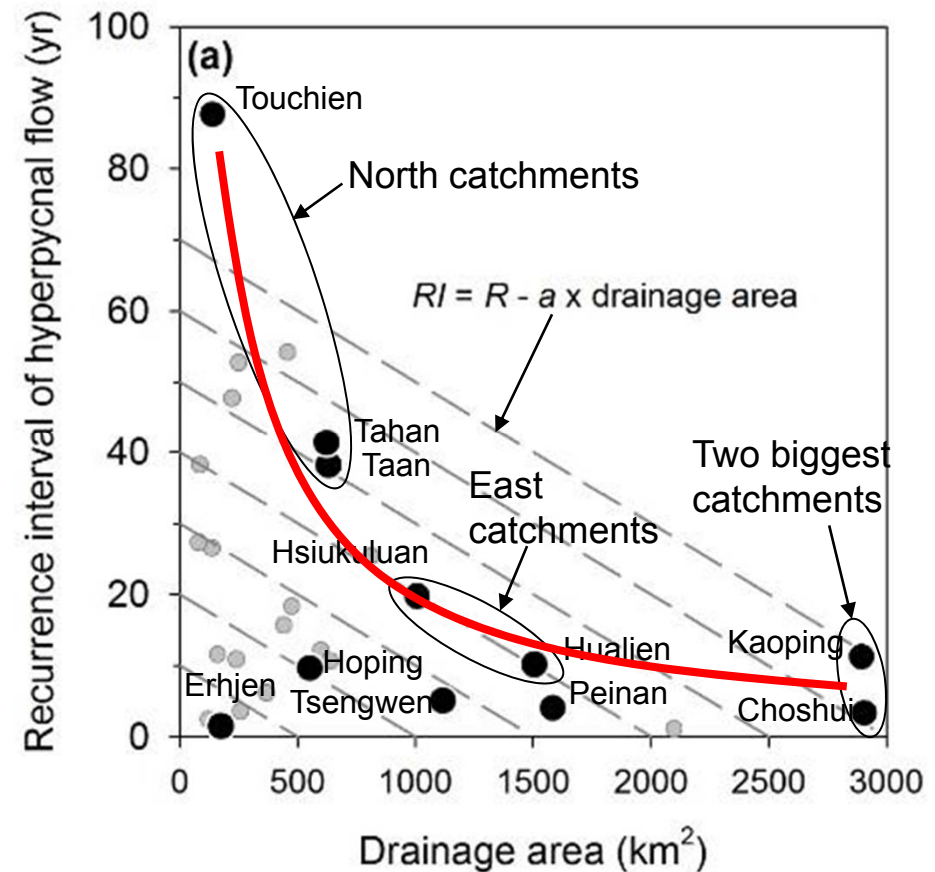 Recurrence interval of hyperpycnal flow (yr)
100
80
60
40
20
0
(a)
Touchien
North catchments
RI = R - a x drainage area
Tahan
Taan
Two biggest
catchments
East
catchments
Hsiukuluan
Hualien
Kaoping
Hoping
Erhjen
Tsengwen
Peinan
Choshui
0 500 1000 1500 2000 2500 3000
Drainage area (km²)